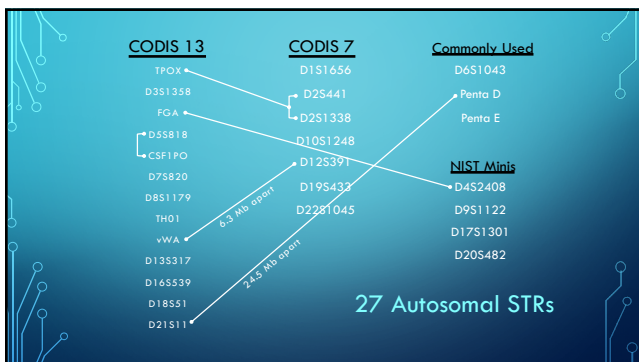 CODIS 13
TPOX
D3S1358
FGA
D5S818
CSF1PO
D7S820
D8S1179
TH01
vWA
D13S317
D16S539
D18S51
D21S11
CODIS 7
D1S1656
D2S441
D2S1338
D10S1248
D12S391
D19S433
D22S1045
6.3 Mb apart
24.5 Mb apart
Commonly Used
D6S1043
Penta D
Penta E
NIST Minis
D4S2408
D9S1122
D17S1301
D20S482
27 Autosomal STRs